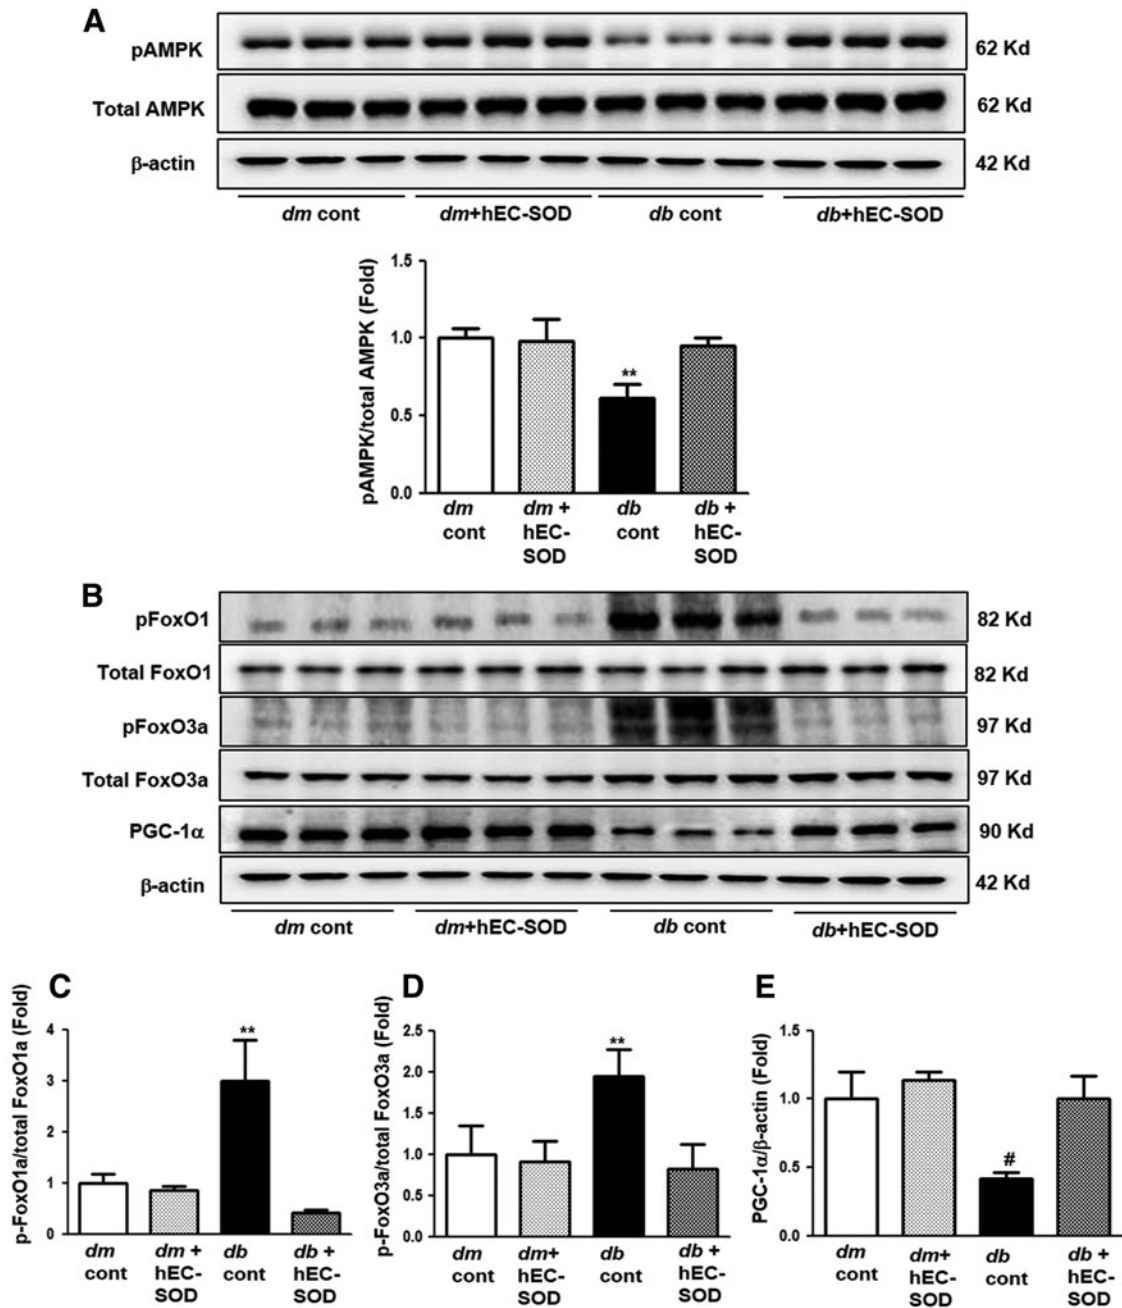 A
pAMPK 62 Kd
Total AMPK 62 Kd
β-actin 42 Kd
dm cont dm+hEC-SOD db cont db+hEC-SOD
pAMPK/total AMPK (Fold)
1.5
1.0
0.5
0.0
**
dm cont
dm + hEC-SOD
db cont
db + hEC-SOD
B
pFoxO1 82 Kd
Total FoxO1 82 Kd
pFoxO3a 97 Kd
Total FoxO3a 97 Kd
PGC-1α 90 Kd
β-actin 42 Kd
dm cont dm+hEC-SOD db cont db+hEC-SOD
C
p-FoxO1a/total FoxO1a (Fold)
4
3
2
1
0
**
dm cont
dm + hEC-SOD
db cont
db + hEC-SOD
D
p-FoxO3a/total FoxO3a (Fold)
2.5
2.0
1.5
1.0
0.5
0.0
**
dm cont
dm+ hEC-SOD
db cont
db + hEC-SOD
E
PGC-1α/β-actin (Fold)
1.5
1.0
0.5
0.0
#
dm cont
dm+ hEC-SOD
db cont
db + hEC-SOD